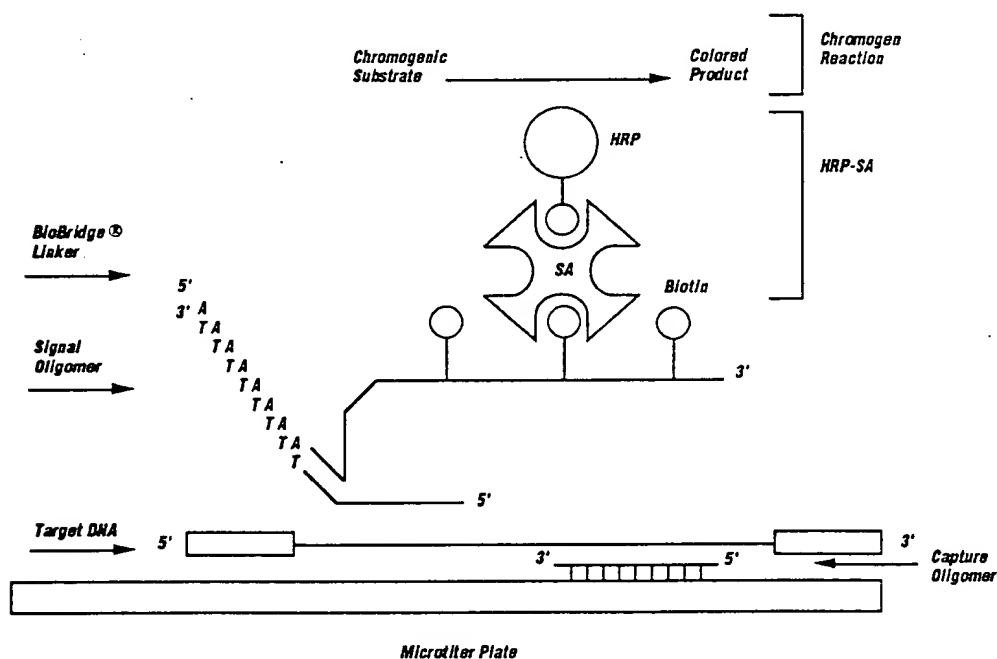 Chromogenic
Substrate
Colored
Product
Chromogen
Reaction
HRP
HRP-SA
BioBridge ®
Linker
SA
Biotin
5'
3' A
T A
T A
T A
T A
T A
T A
T A
T
Signal
Oligomer
3'
5'
Target DNA
5'
3'
3'
5'
Capture
Oligomer
Microtiter Plate